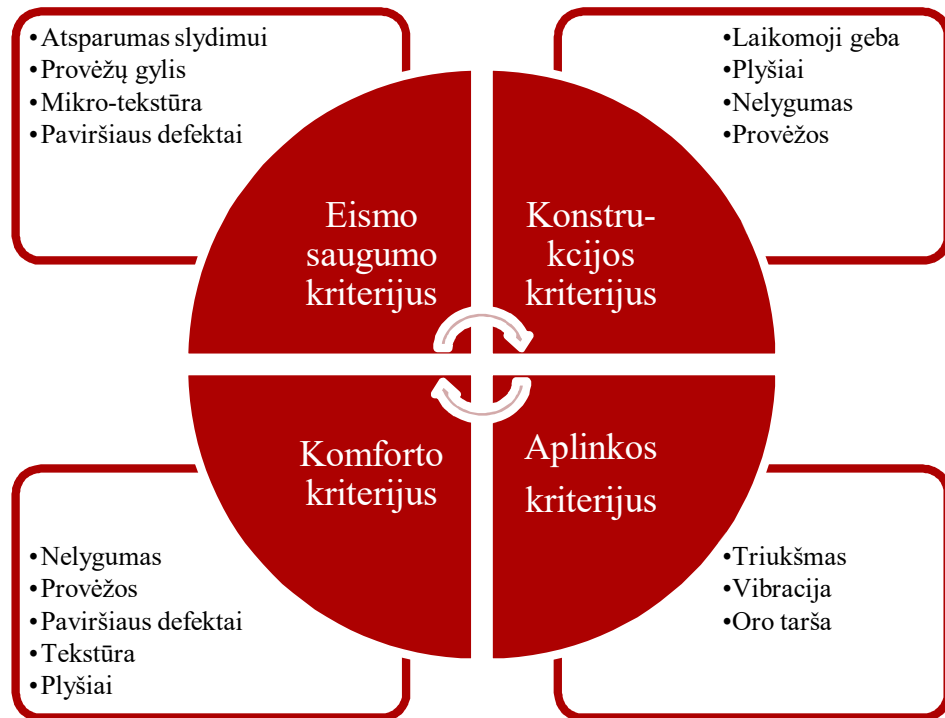 •Atsparumas slydimui
•Provėžų gylis
•Mikro-tekstūra
•Paviršiaus defektai
•Laikomoji geba
•Plyšiai
•Nelygumas
•Provėžos
Eismo
saugumo
kriterijus
Konstru-
kcijos
kriterijus
Komforto
kriterijus
Aplinkos
kriterijus
•Nelygumas
•Provėžos
•Paviršiaus defektai
•Tekstūra
•Plyšiai
•Triukšmas
•Vibracija
•Oro tarša